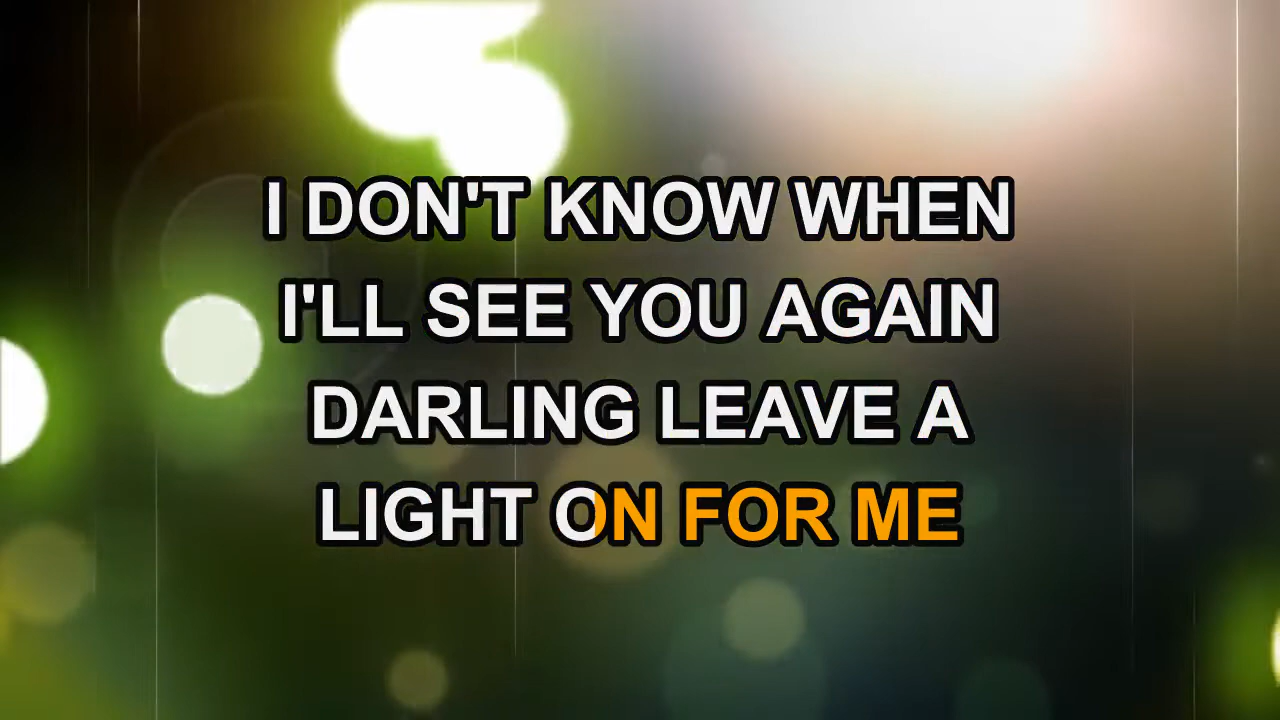 I DON'T KNOW WHEN
I'LL SEE YOU AGAIN
DARLING LEAVE A
LIGHT ON FOR ME